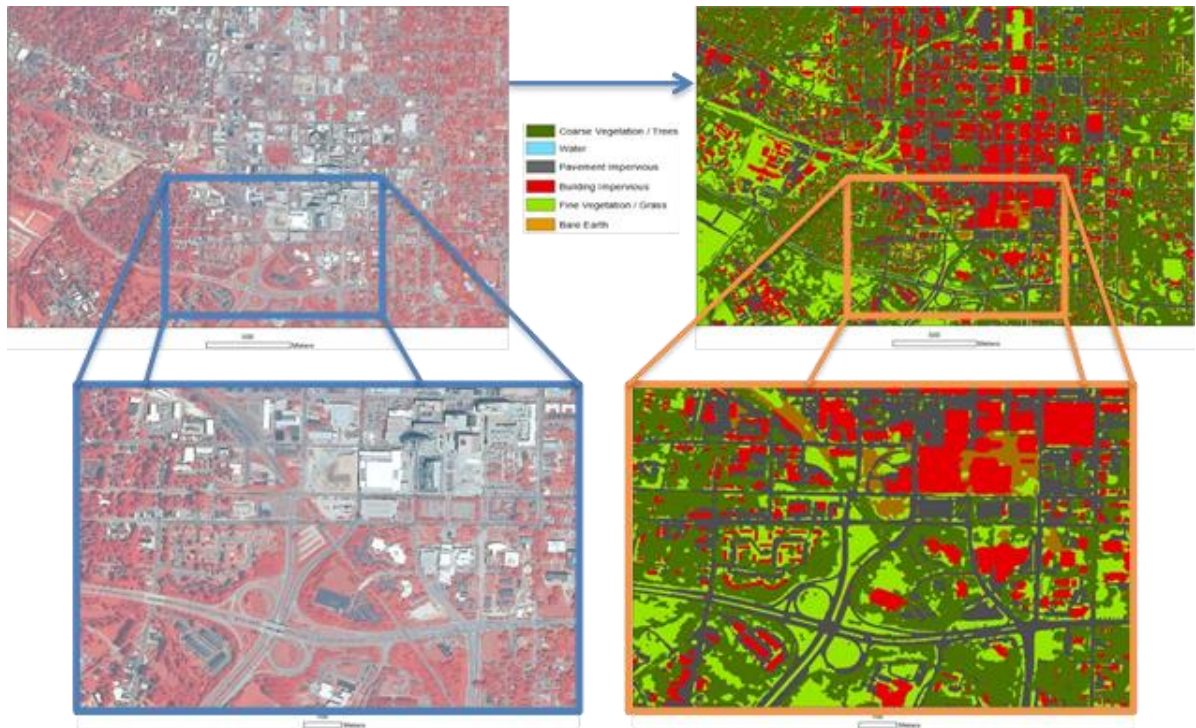 Coarse Vegetation / Trees
Water
Pavement Impervious
Building Impervious
Fine Vegetation / Grass
Bare Earth
Meters
Meters
Meters
Meters